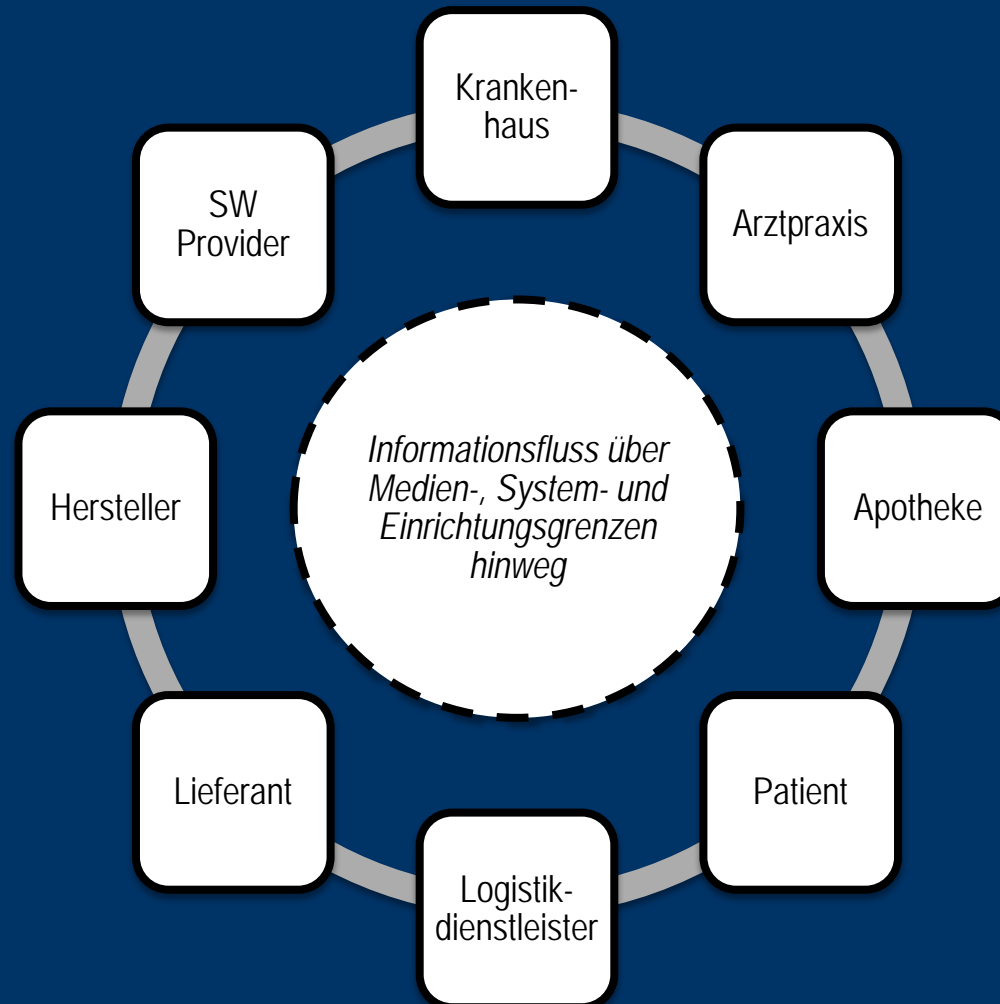 Kranken-
haus
Arztpraxis
Apotheke
Patient
Logistik-
dienstleister
Lieferant
Hersteller
SW
Provider
Informationsfluss über
Medien-, System- und
Einrichtungsgrenzen
hinweg